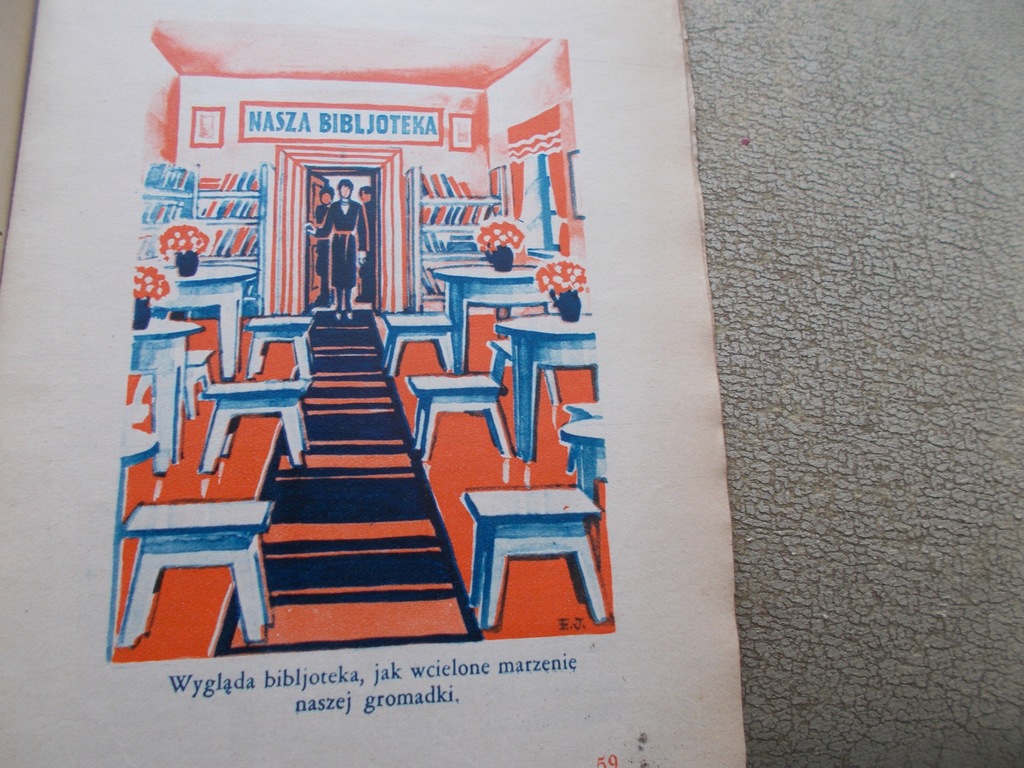 NASZA BIBLJOTEKA
E.J.
Wygląda bibljoteka, jak wcielone marzenię
naszej gromadki.
59